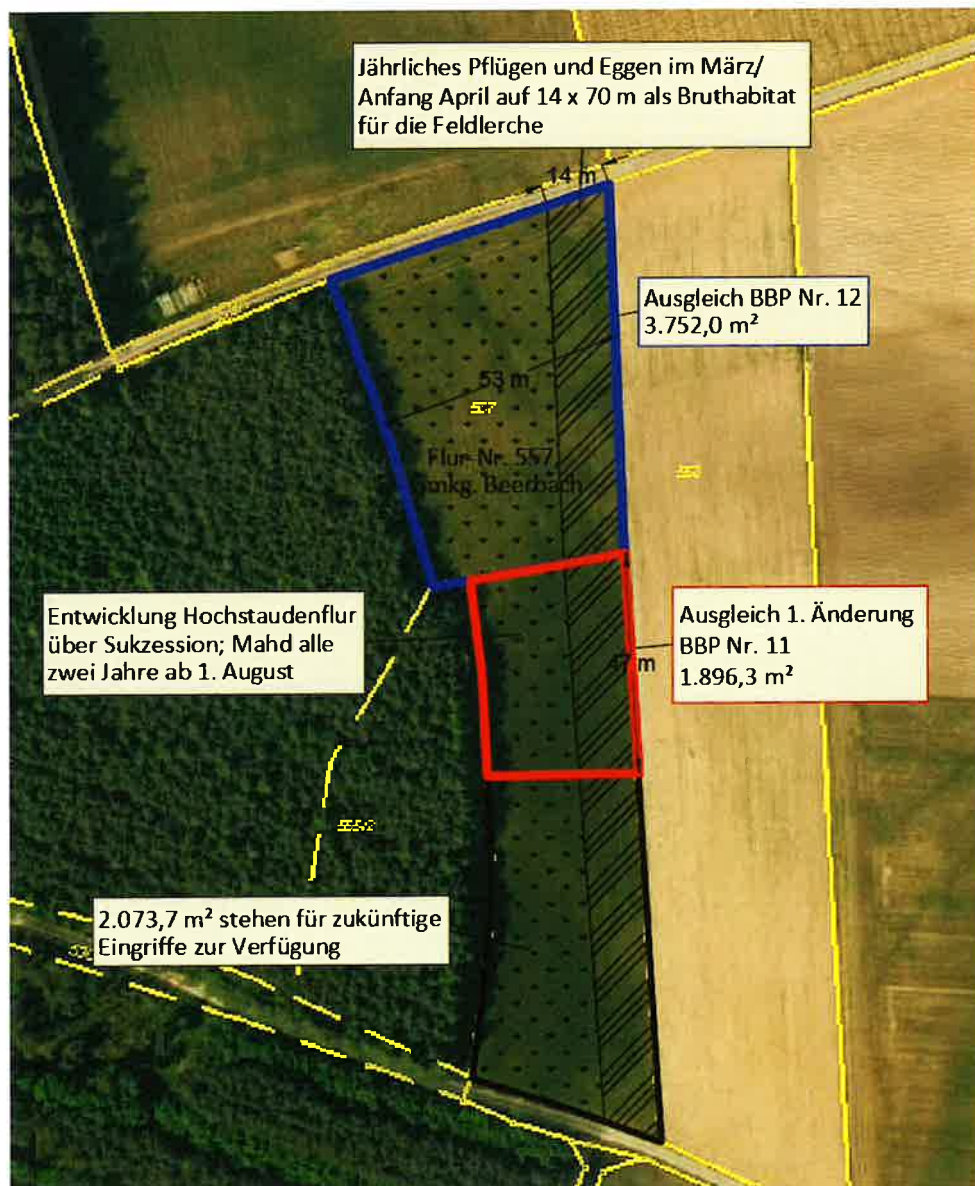 Jährliches Pflügen und Eggen im März/
Anfang April auf 14 x 70 m als Bruthabitat
für die Feldlerche
14 m
Ausgleich BBP Nr. 12
3.752,0 m²
53 m
Flur-Nr. 557
Gmkg. Beerbach
Entwicklung Hochstaudenflur
über Sukzession; Mahd alle
zwei Jahre ab 1. August
Ausgleich 1. Änderung
BBP Nr. 11
1.896,3 m²
47 m
2.073,7 m² stehen für zukünftige
Eingriffe zur Verfügung